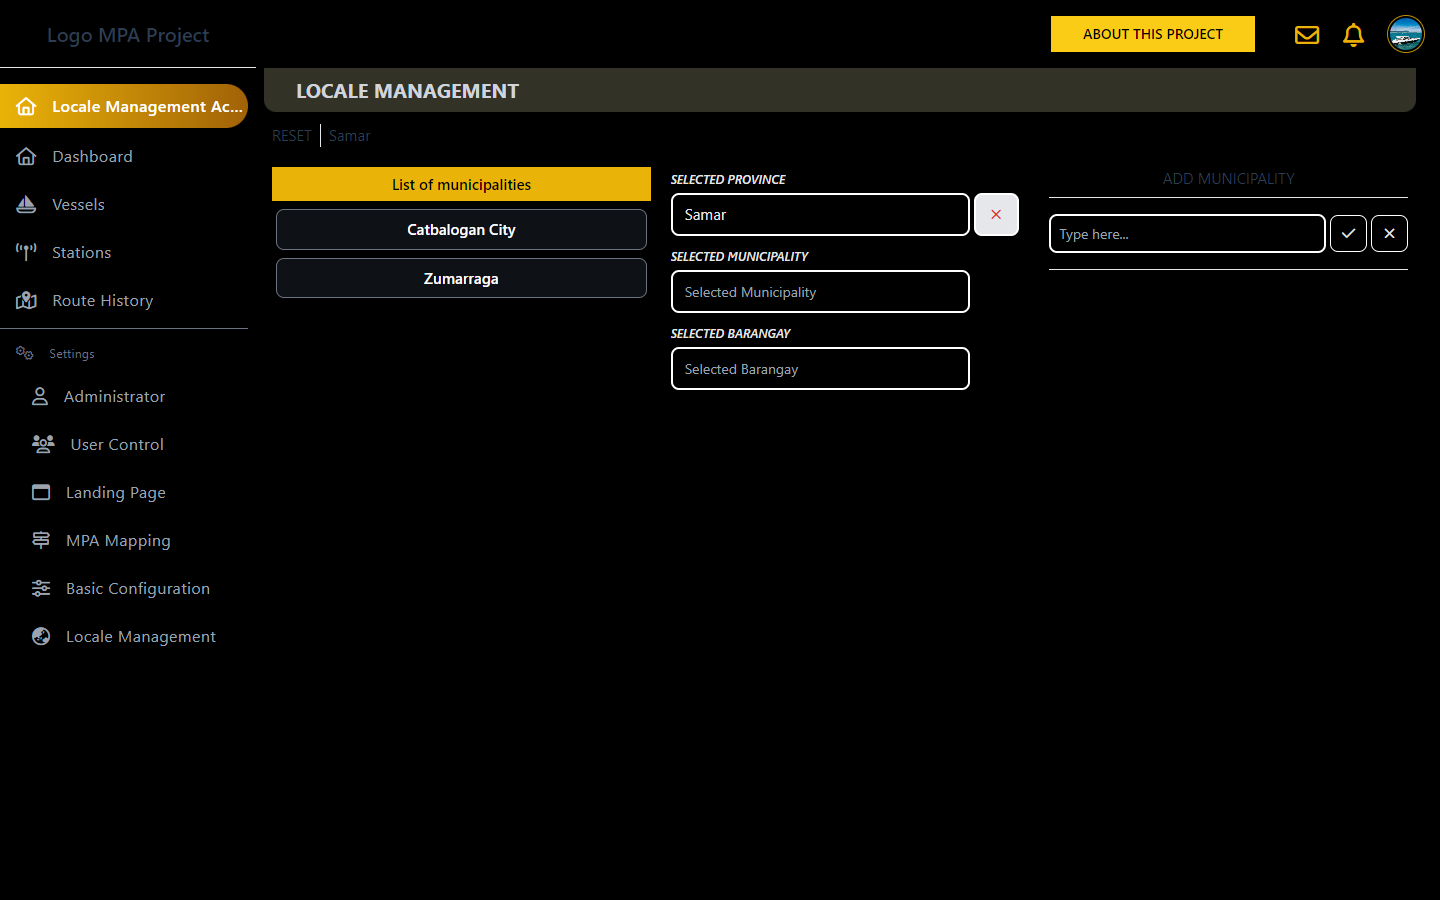 Logo MPA Project
ABOUT THIS PROJECT
Locale Management Ac...
Dashboard
Vessels
Stations
Route History
Settings
Administrator
User Control
Landing Page
MPA Mapping
Basic Configuration
Locale Management
LOCALE MANAGEMENT
RESET Samar
List of municipalities
Catbalogan City
Zumarraga
SELECTED PROVINCE
Samar
SELECTED MUNICIPALITY
Selected Municipality
SELECTED BARANGAY
Selected Barangay
ADD MUNICIPALITY
Type here...